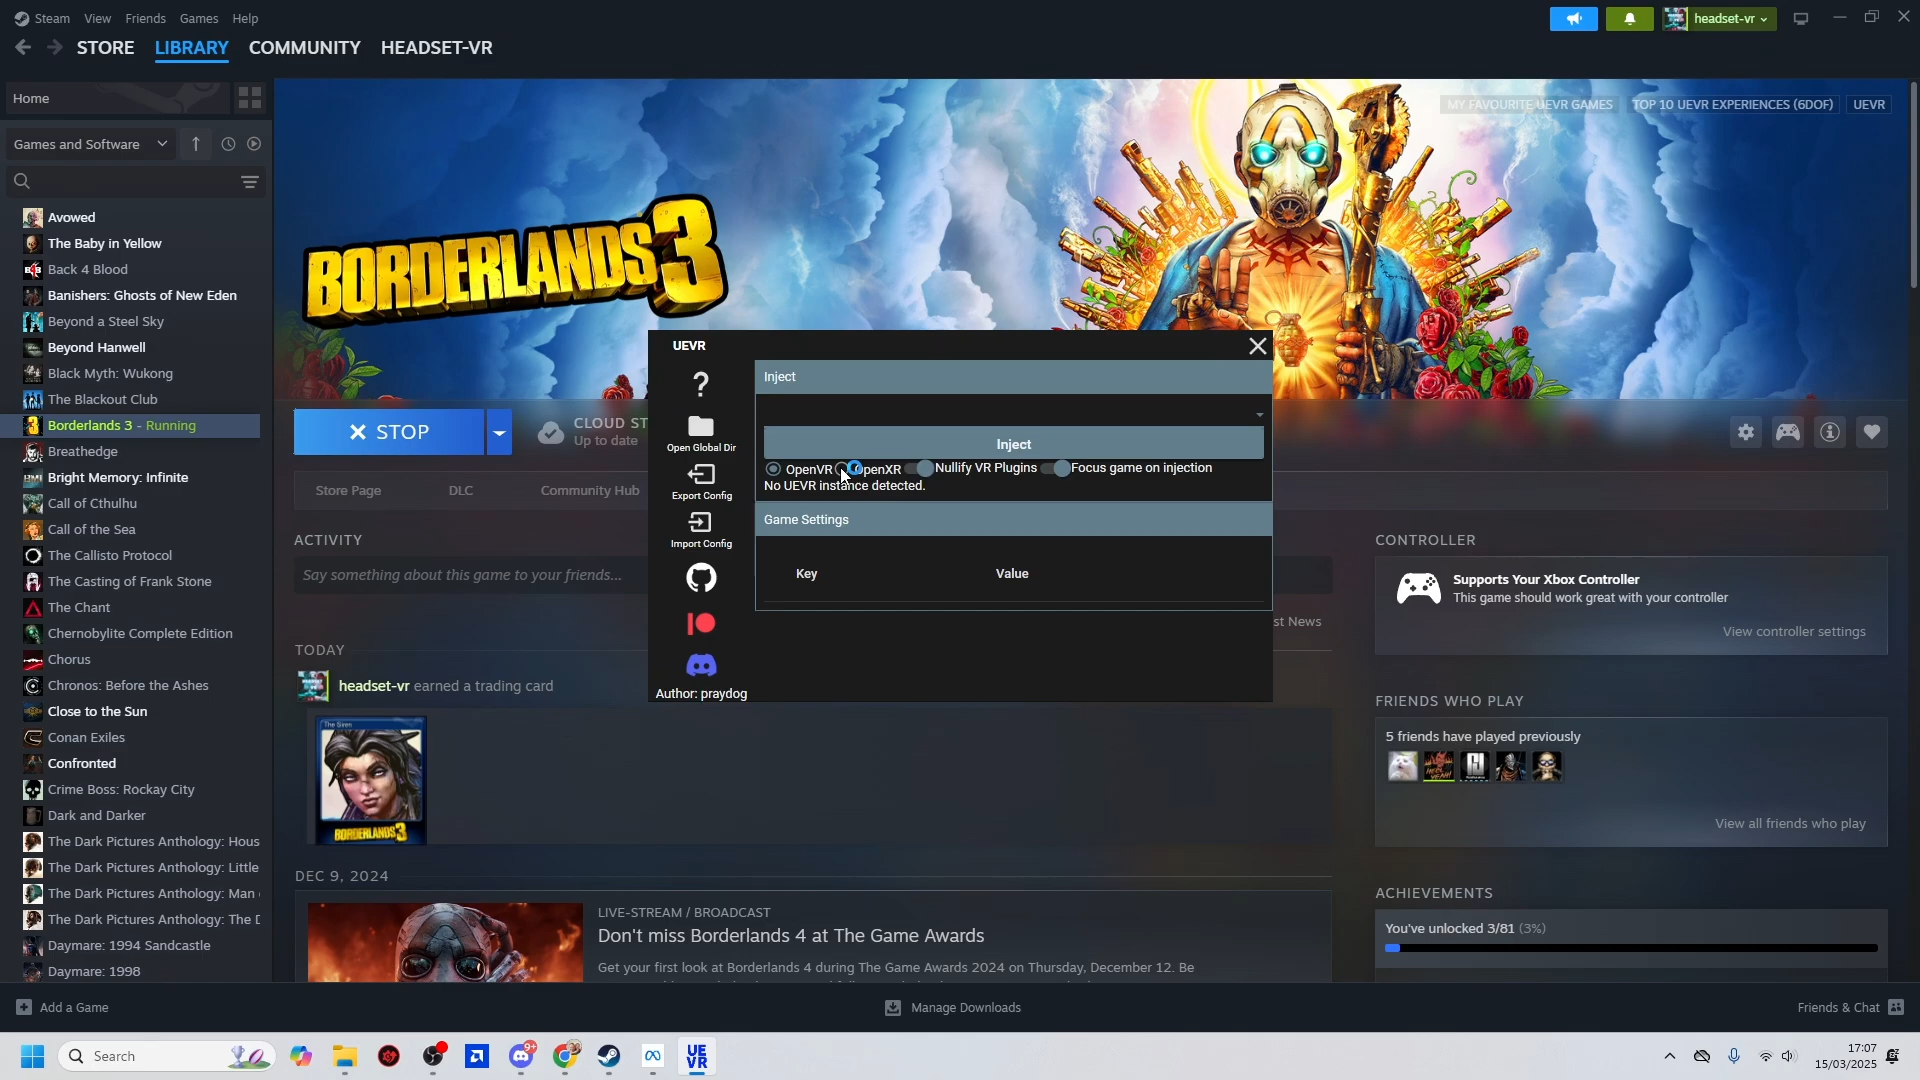 Steam View Friends Games Help
headset-vr
STORE LIBRARY COMMUNITY HEADSET-VR
Home
MY FAVOURITE UEVR GAMES TOP 10 UEVR EXPERIENCES (6DOF) UEVR
Games and Software
Avowed
The Baby in Yellow
Back 4 Blood
Banishers: Ghosts of New Eden
Beyond a Steel Sky
Beyond Hanwell
Black Myth: Wukong
The Blackout Club
Borderlands 3 - Running
Breathedge
Bright Memory: Infinite
Call of Cthulhu
Call of the Sea
The Callisto Protocol
The Casting of Frank Stone
The Chant
Chernobylite Complete Edition
Chorus
Chronos: Before the Ashes
Close to the Sun
Conan Exiles
Confronted
Crime Boss: Rockay City
Dark and Darker
The Dark Pictures Anthology: Hous
The Dark Pictures Anthology: Little
The Dark Pictures Anthology: Man
The Dark Pictures Anthology: The D
Daymare: 1994 Sandcastle
Daymare: 1998
BORDERLANDS 3
STOP
CLOUD ST
Up to date
Store Page DLC Community Hub
ACTIVITY
Say something about this game to your friends...
st News
TODAY
headset-vr earned a trading card
The Siren
BORDERLANDS 3
DEC 9, 2024
LIVE-STREAM / BROADCAST
Don't miss Borderlands 4 at The Game Awards
Get your first look at Borderlands 4 during The Game Awards 2024 on Thursday, December 12. Be
UEVR
Open Global Dir
Export Config
Import Config
Author: praydog
Inject
Inject
OpenVR OpenXR Nullify VR Plugins Focus game on injection
No UEVR instance detected.
Game Settings
Key Value
CONTROLLER
Supports Your Xbox Controller
This game should work great with your controller
View controller settings
FRIENDS WHO PLAY
5 friends have played previously
View all friends who play
ACHIEVEMENTS
You've unlocked 3/81 (3%)
Add a Game
Manage Downloads
Friends & Chat
Search
9+
UE
VR
17:07
15/03/2025